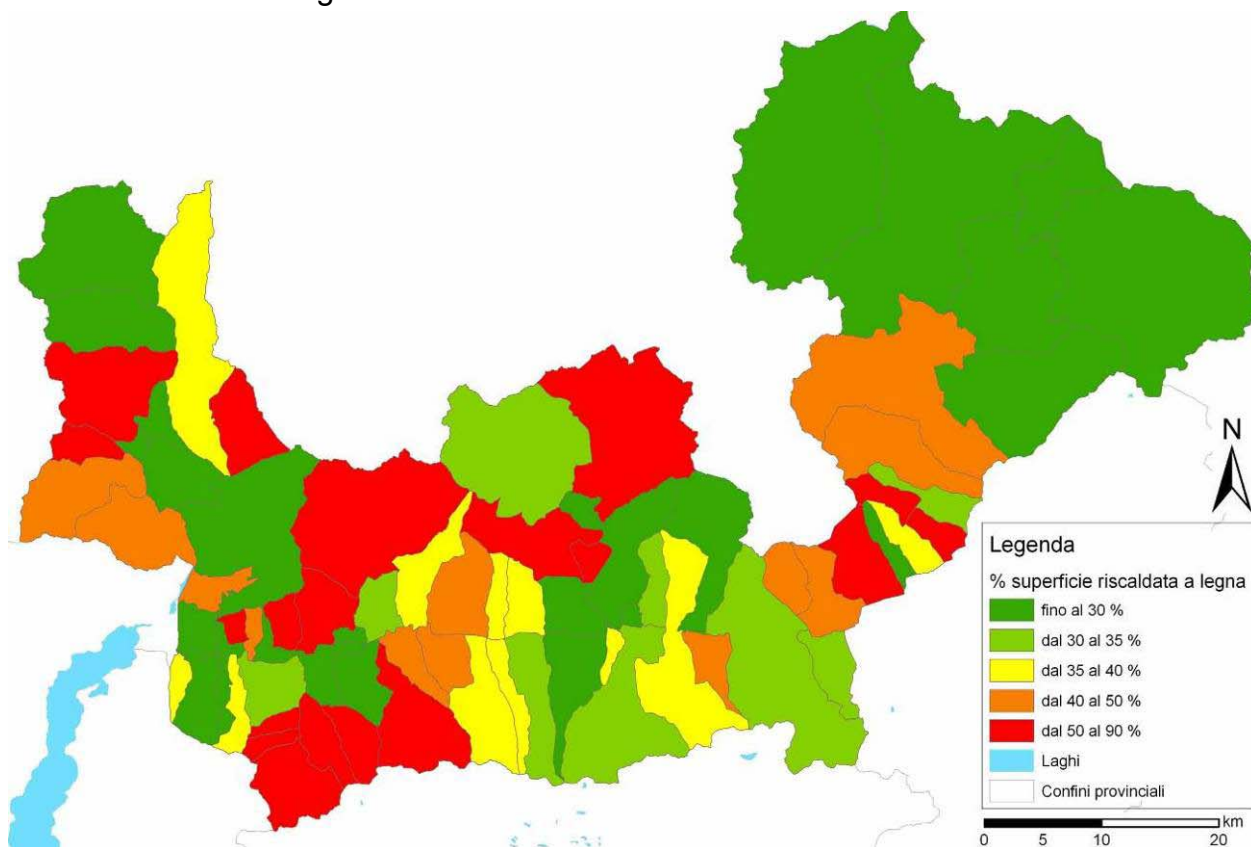 g
N
Legenda
% superficie riscaldata a legna
fino al 30 %
dal 30 al 35 %
dal 35 al 40 %
dal 40 al 50 %
dal 50 al 90 %
Laghi
Confini provinciali
km
0 5 10 20